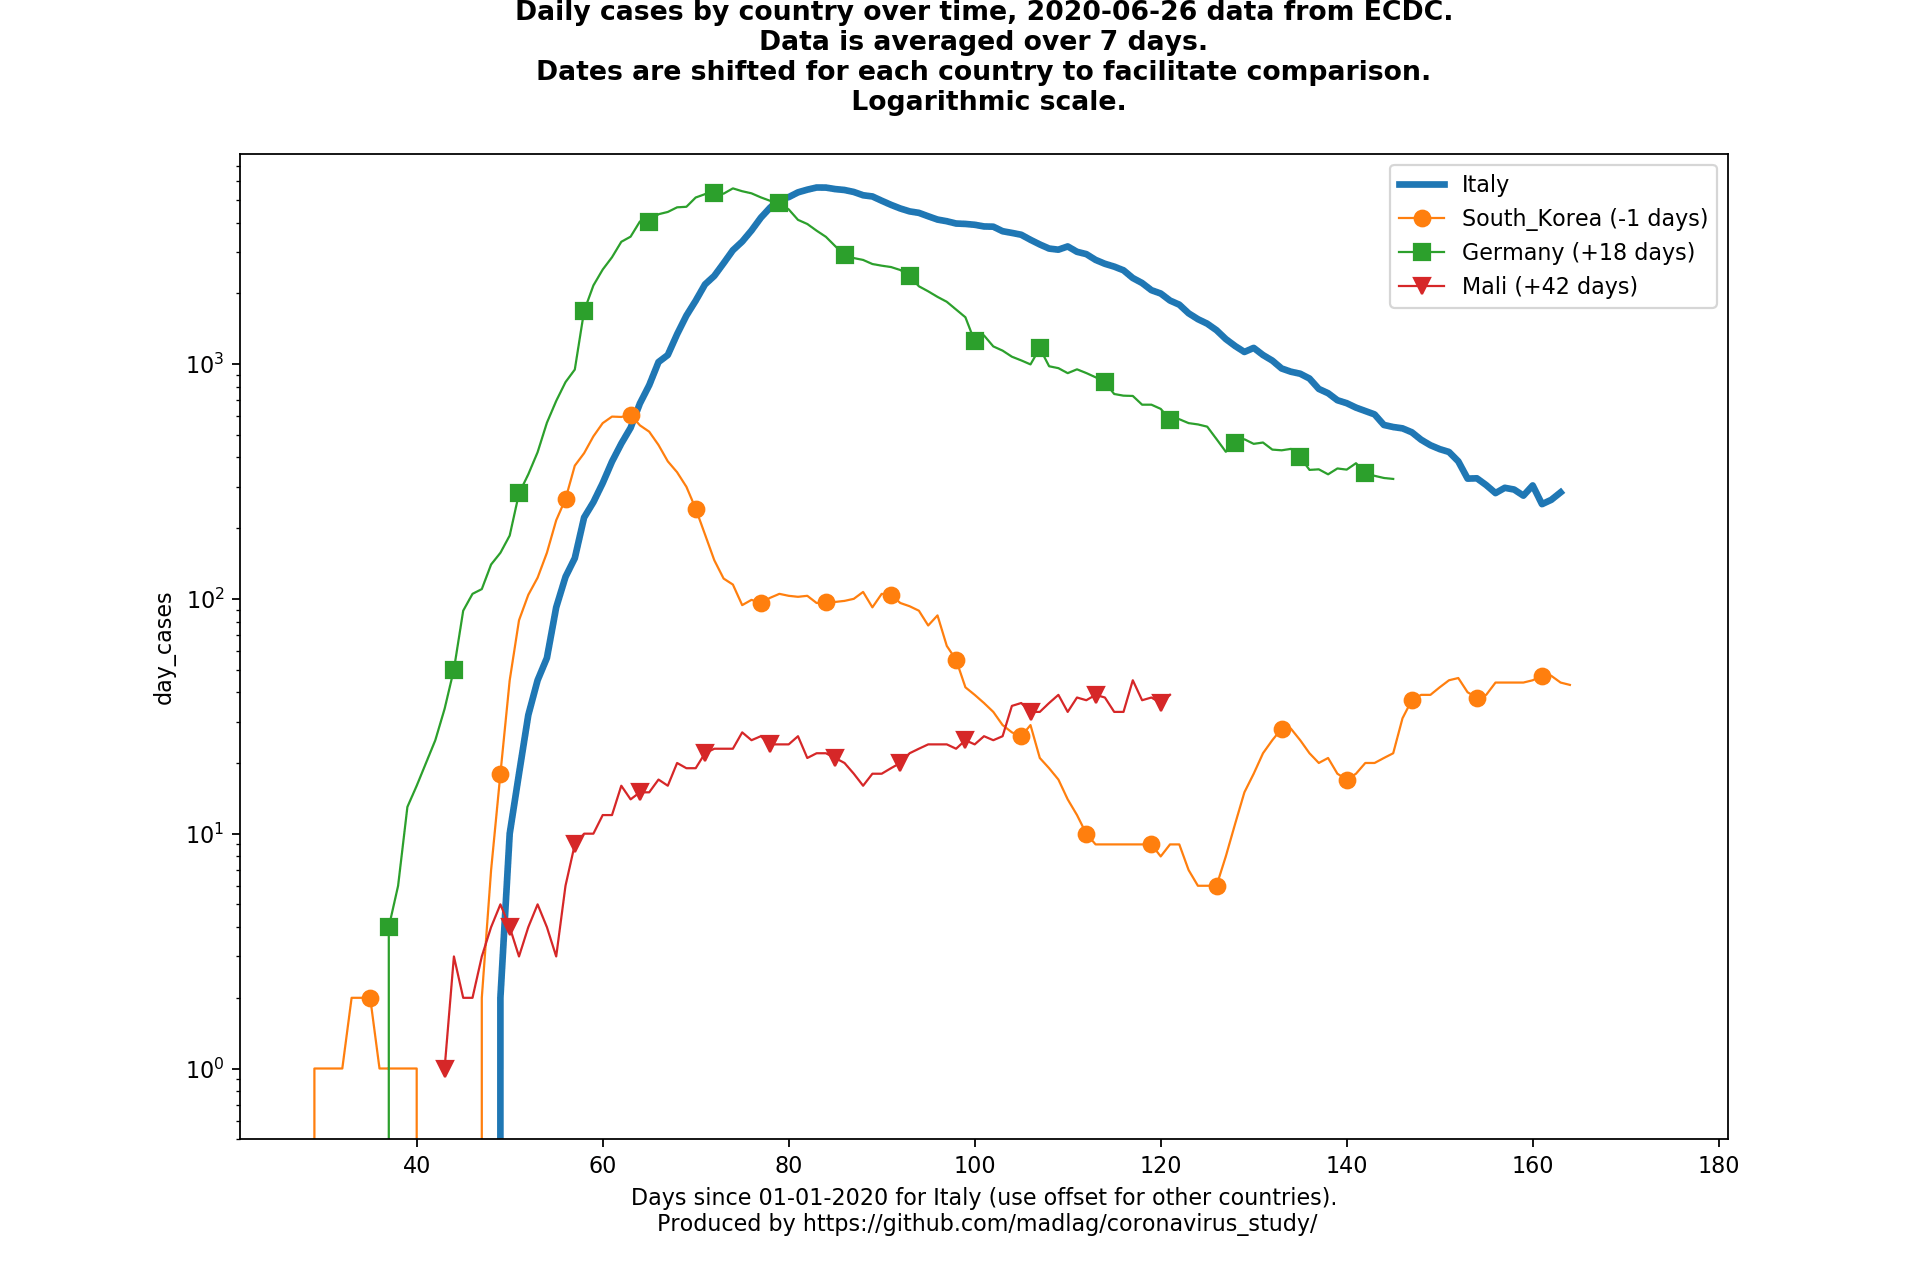 Daily cases by country over time, 2020-06-26 data from ECDC.
Data is averaged over 7 days.
Dates are shifted for each country to facilitate comparison.
Logarithmic scale.
Italy
South_Korea (-1 days)
Germany (+18 days)
Mali (+42 days)
day_cases
10³
10²
10¹
10⁰
40 60 80 100 120 140 160 180
Days since 01-01-2020 for Italy (use offset for other countries).
Produced by https://github.com/madlag/coronavirus_study/